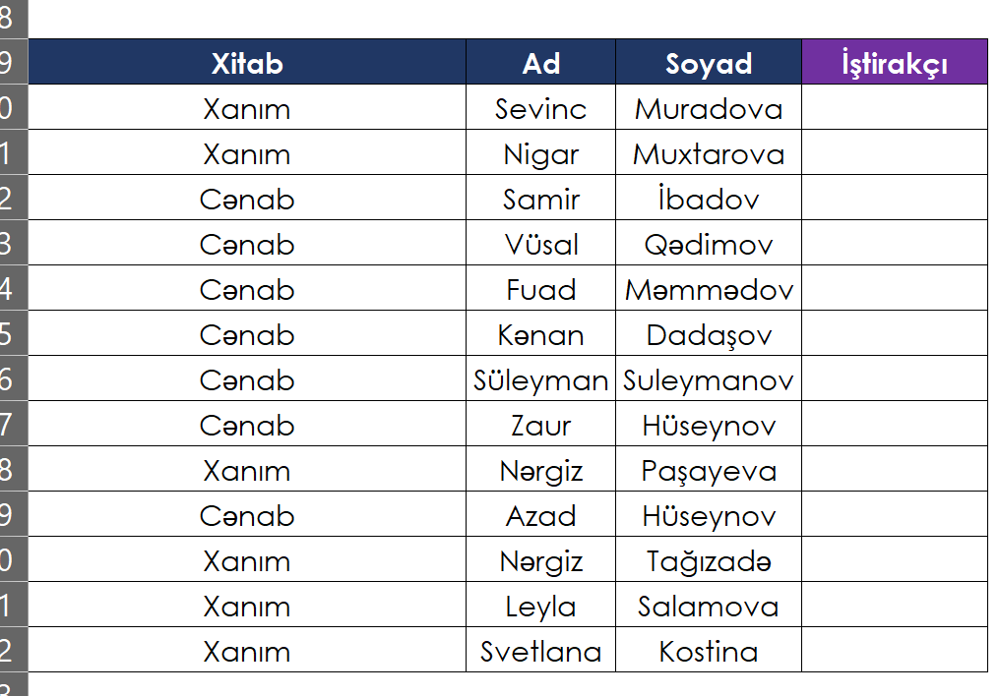 8
9 Xitab Ad Soyad İştirakçı
0 Xanım Sevinc Muradova
1 Xanım Nigar Muxtarova
2 Cənab Samir İbadov
3 Cənab Vüsal Qədimov
4 Cənab Fuad Məmmədov
5 Cənab Kənan Dadaşov
6 Cənab Süleyman Suleymanov
7 Cənab Zaur Hüseynov
8 Xanım Nərgiz Paşayeva
9 Cənab Azad Hüseynov
0 Xanım Nərgiz Tağızadə
1 Xanım Leyla Salamova
2 Xanım Svetlana Kostina